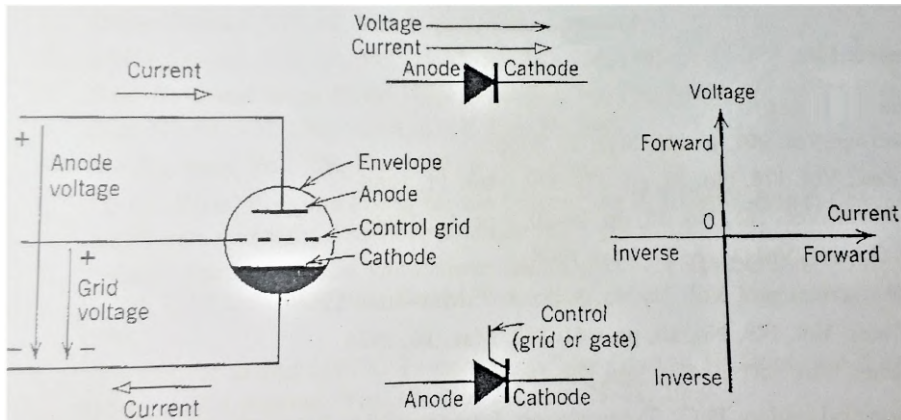 Current
+
Anode
voltage
+
Grid
voltage
−
−
Current
Envelope
Anode
Control grid
Cathode
Voltage
Current
Anode
Cathode
Control
(grid or gate)
Anode
Cathode
Voltage
Forward
0
Current
Inverse
Forward
Inverse